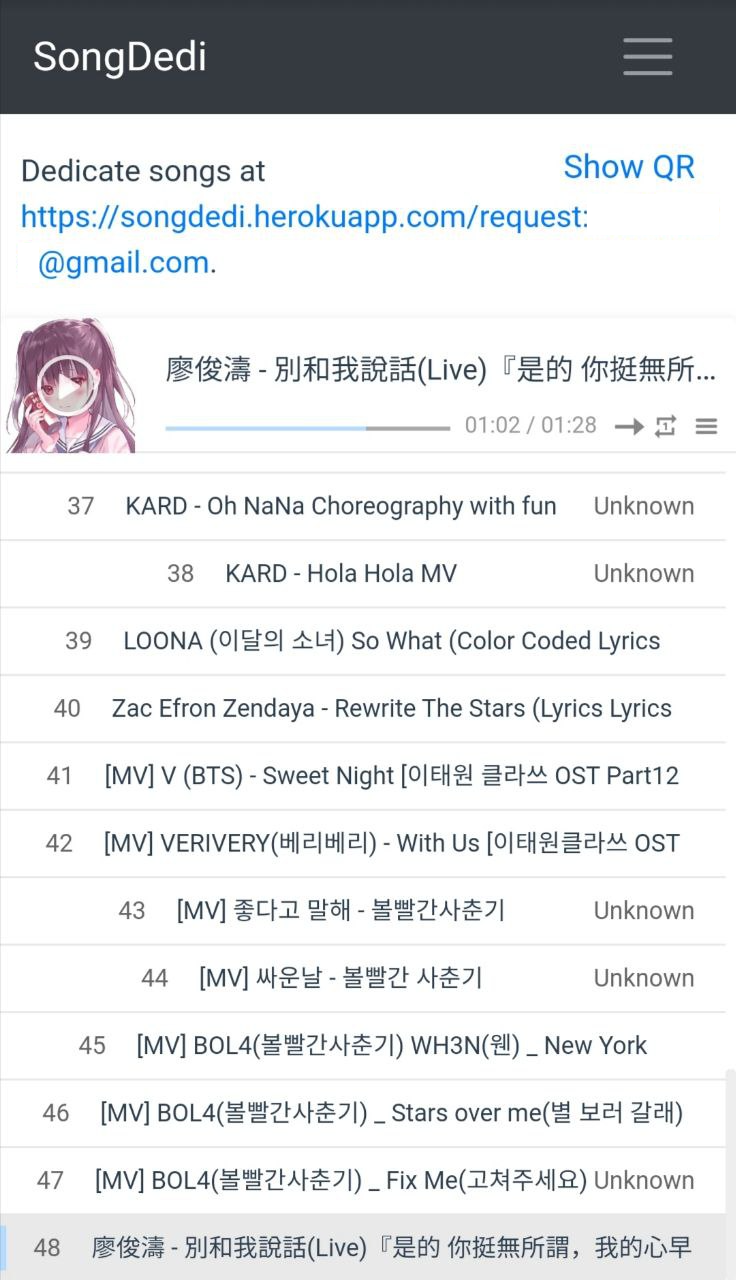 SongDedi
Dedicate songs at
Show QR
https://songdedi.herokuapp.com/request:
@gmail.com.
廖俊濤 - 別和我說話(Live)『是的 你挺無所...
01:02 / 01:28
37 KARD - Oh NaNa Choreography with fun Unknown
38 KARD - Hola Hola MV Unknown
39 LOONA (이달의 소녀) So What (Color Coded Lyrics
40 Zac Efron Zendaya - Rewrite The Stars (Lyrics Lyrics
41 [MV] V (BTS) - Sweet Night [이태원 클라쓰 OST Part12
42 [MV] VERIVERY(베리베리) - With Us [이태원클라쓰 OST
43 [MV] 좋다고 말해 - 볼빨간사춘기 Unknown
44 [MV] 싸운날 - 볼빨간 사춘기 Unknown
45 [MV] BOL4(볼빨간사춘기) WH3N(웬) _ New York
46 [MV] BOL4(볼빨간사춘기) _ Stars over me(별 보러 갈래)
47 [MV] BOL4(볼빨간사춘기) _ Fix Me(고쳐주세요) Unknown
48 廖俊濤 - 別和我說話(Live)『是的 你挺無所謂，我的心早